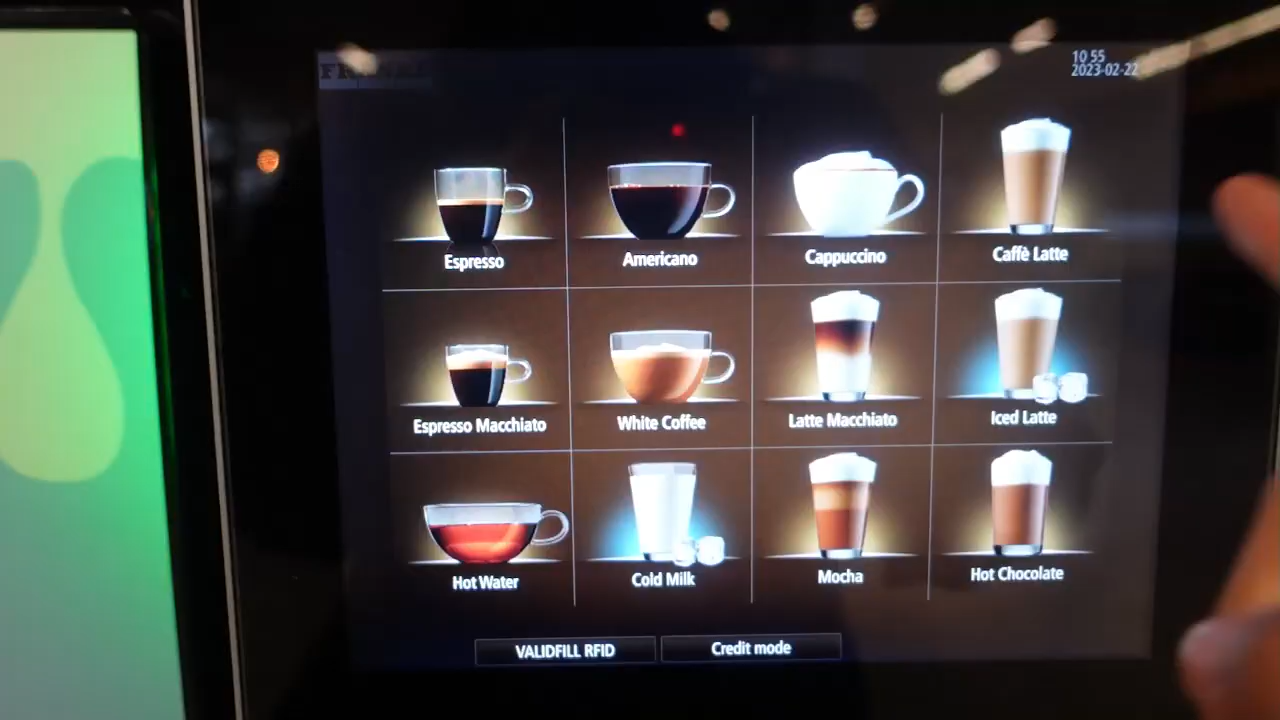 10 55
2023-02-22
Espresso
Americano
Cappuccino
Caffè Latte
Espresso Macchiato
White Coffee
Latte Macchiato
Iced Latte
Hot Water
Cold Milk
Mocha
Hot Chocolate
VALIDFILL RFID
Credit mode